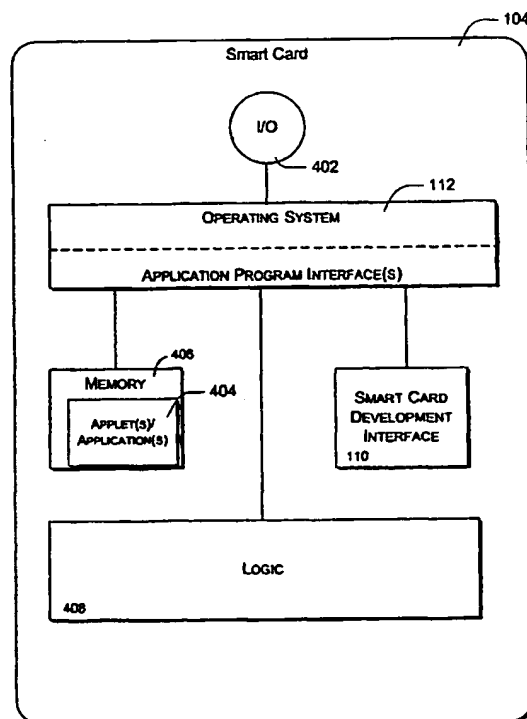 104
Smart Card
I/O
402
112
OPERATING SYSTEM
APPLICATION PROGRAM INTERFACE(S)
406
MEMORY
404
APPLET(S)/
APPLICATION(S)
SMART CARD
DEVELOPMENT
INTERFACE
110
LOGIC
408